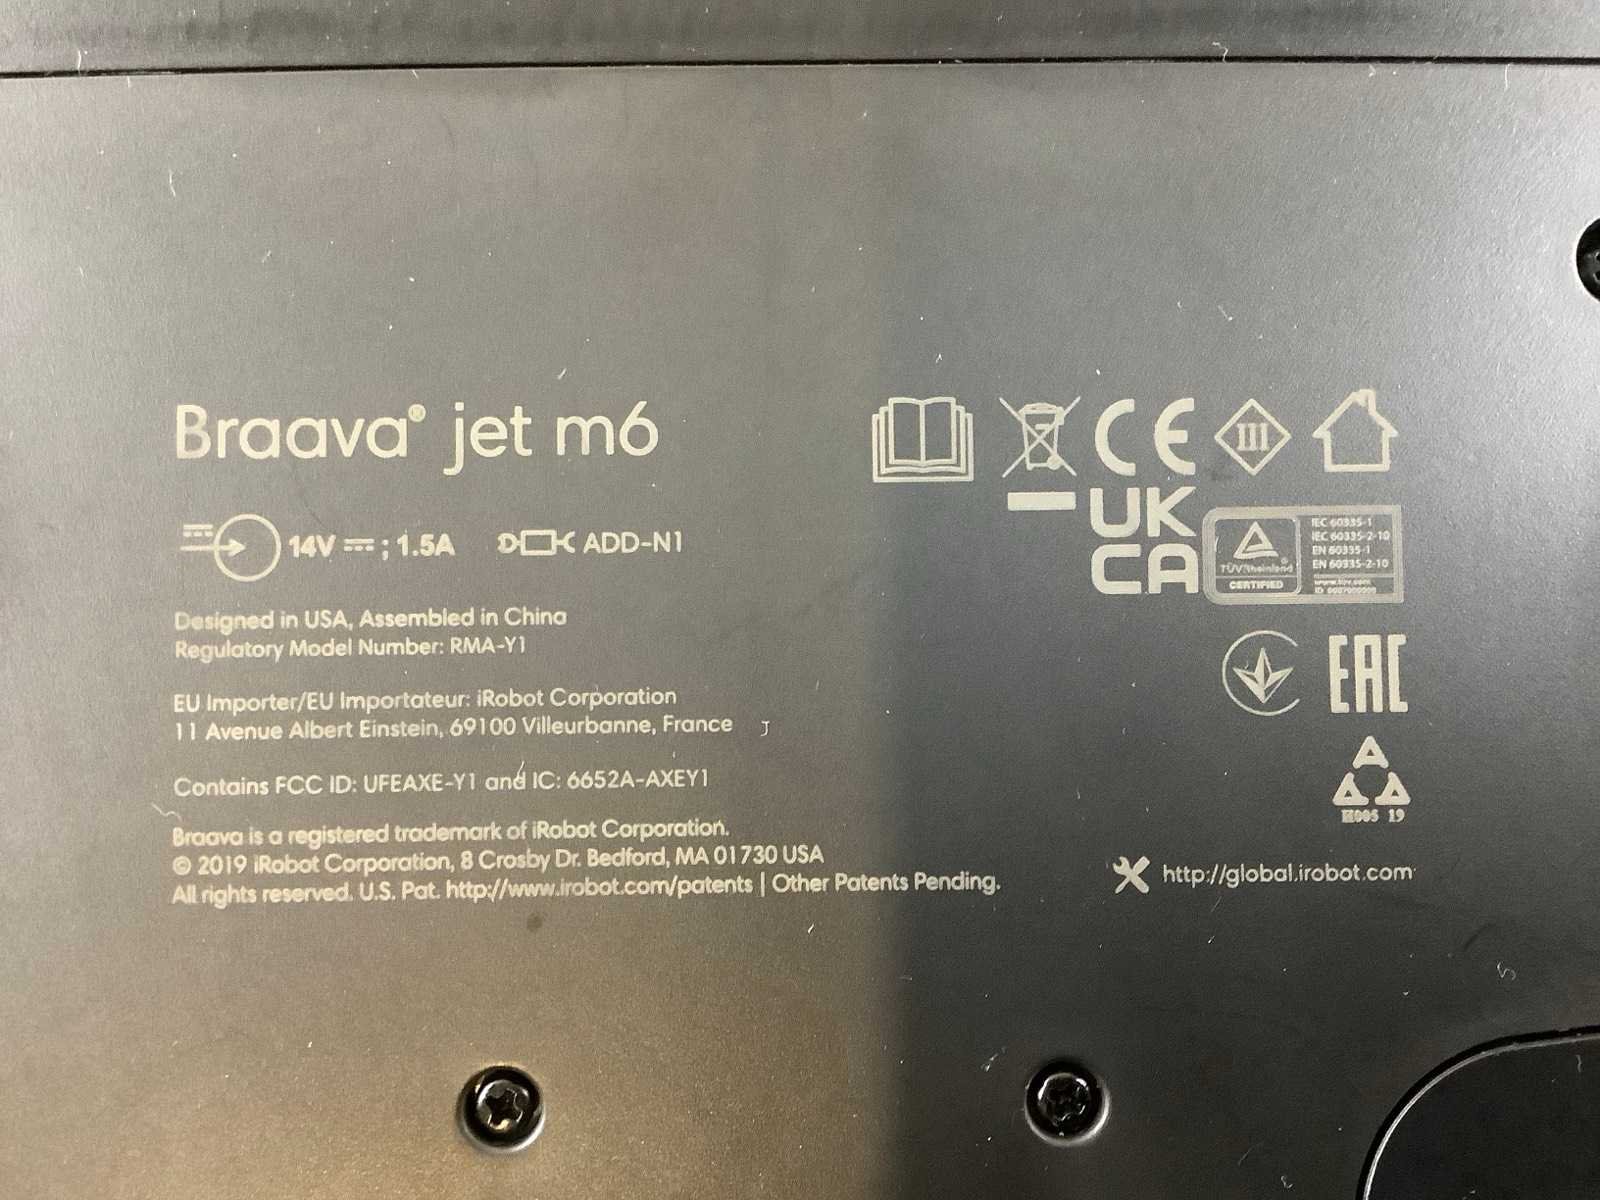 Braava® jet m6
14V ⎓ ; 1.5A ADD-N1
Designed in USA, Assembled in China
Regulatory Model Number: RMA-Y1
EU Importer/EU Importateur: iRobot Corporation
11 Avenue Albert Einstein, 69100 Villeurbanne, France
J
Contains FCC ID: UFEAXE-Y1 and IC: 6652A-AXEY1
Braava is a registered trademark of iRobot Corporation.
© 2019 iRobot Corporation, 8 Crosby Dr. Bedford, MA 01730 USA
All rights reserved. U.S. Pat. http://www.irobot.com/patents | Other Patents Pending.
CE III
UK
CA
TÜVRheinland®
CERTIFIED
IEC 60335-1
IEC 60335-2-10
EN 60335-1
EN 60335-2-10
www.tuv.com
EAC
005 19
http://global.irobot.com